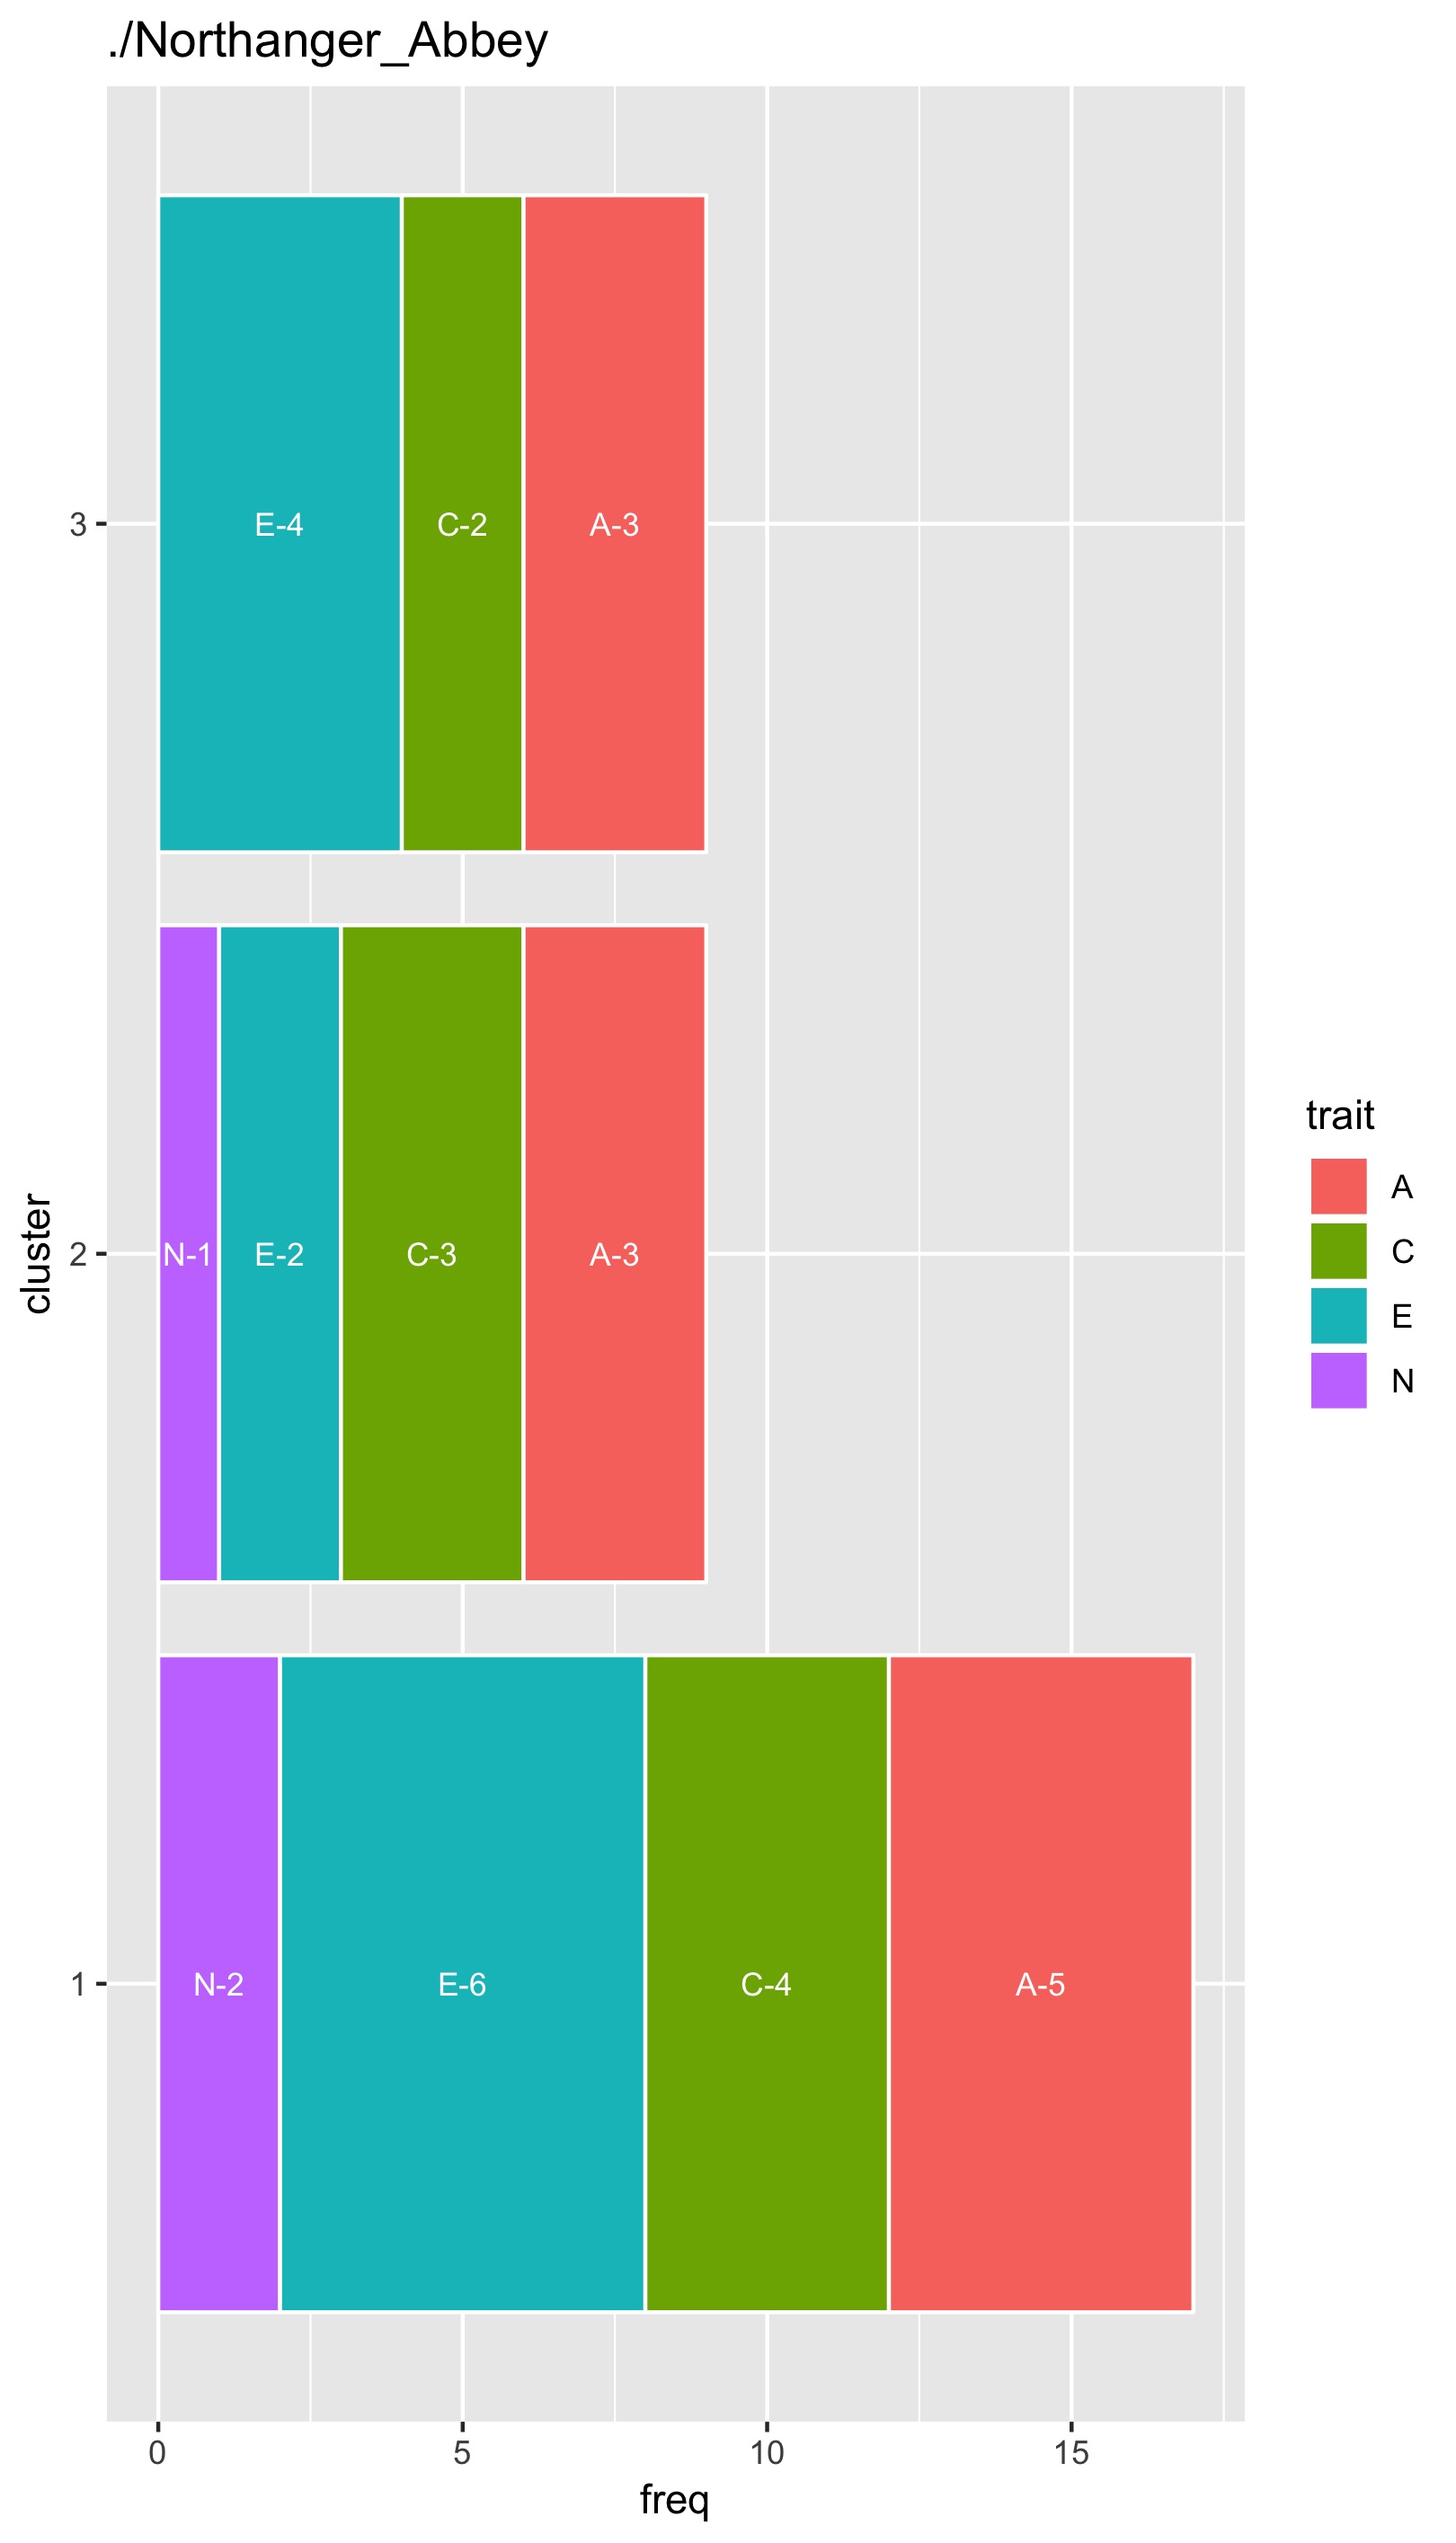 ./Northanger_Abbey
3
E-4 C-2 A-3
2
N-1 E-2 C-3 A-3
1
N-2 E-6 C-4 A-5
cluster
0 5 10 15
freq
trait
A
C
E
N